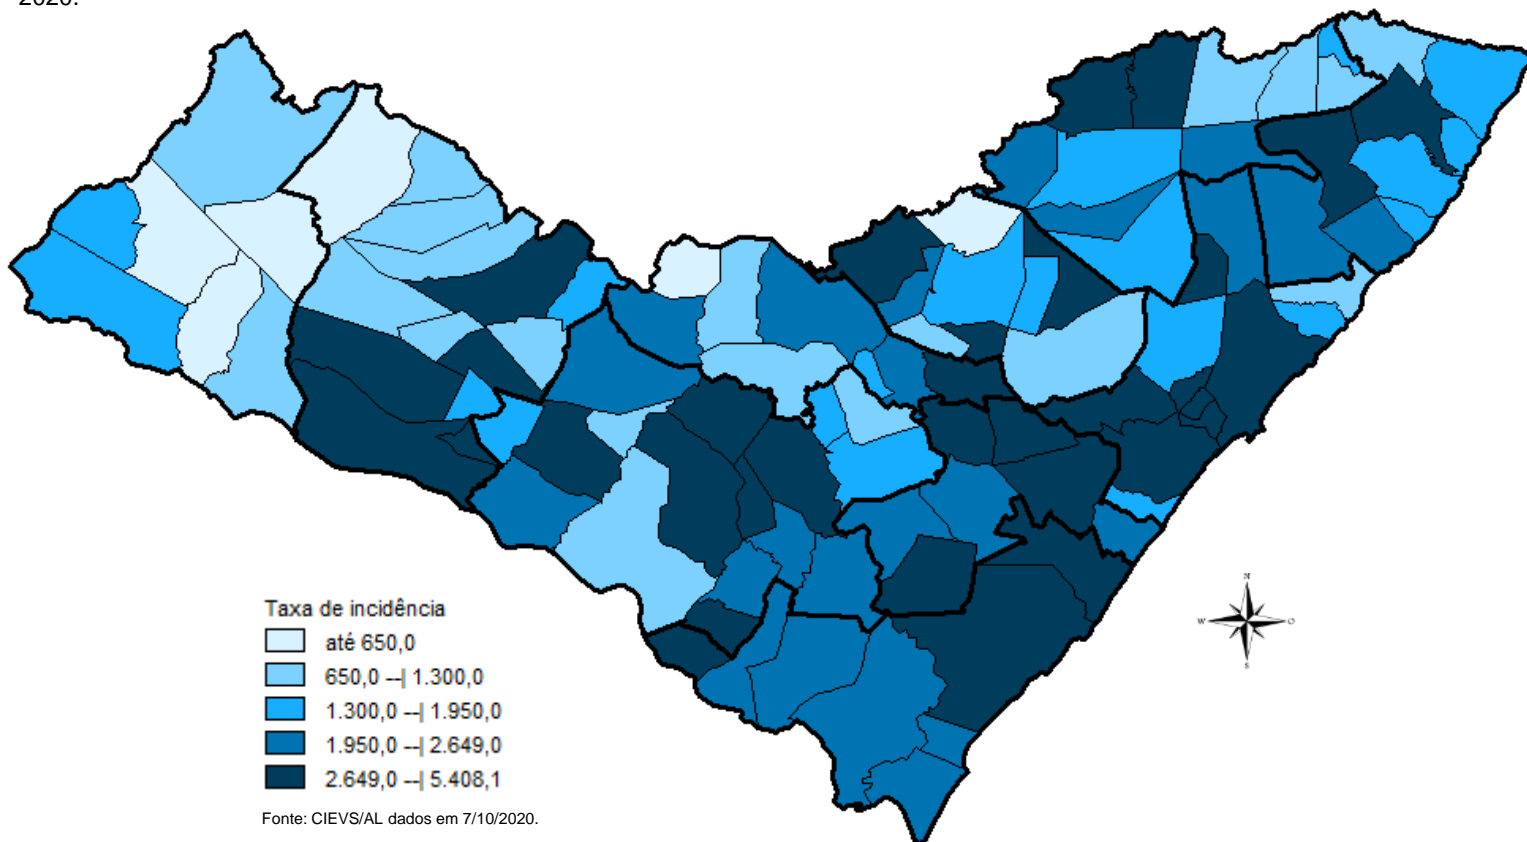 2020.
N
W
O
S
Taxa de incidência
até 650,0
650,0 --| 1.300,0
1.300,0 --| 1.950,0
1.950,0 --| 2.649,0
2.649,0 --| 5.408,1
Fonte: CIEVS/AL dados em 7/10/2020.